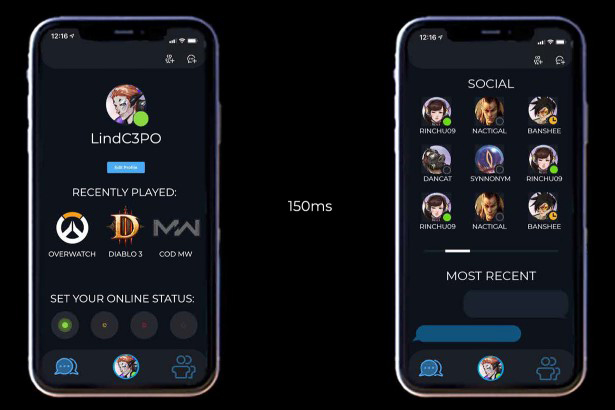 12:16
LindC3PO
Edit Profile
RECENTLY PLAYED:
OVERWATCH DIABLO 3 COD MW
SET YOUR ONLINE STATUS:
150ms
12:16
SOCIAL
RINCHU09 NACTIGAL BANSHEE
DANCAT SYNNONYM RINCHU09
RINCHU09 NACTIGAL BANSHEE
MOST RECENT